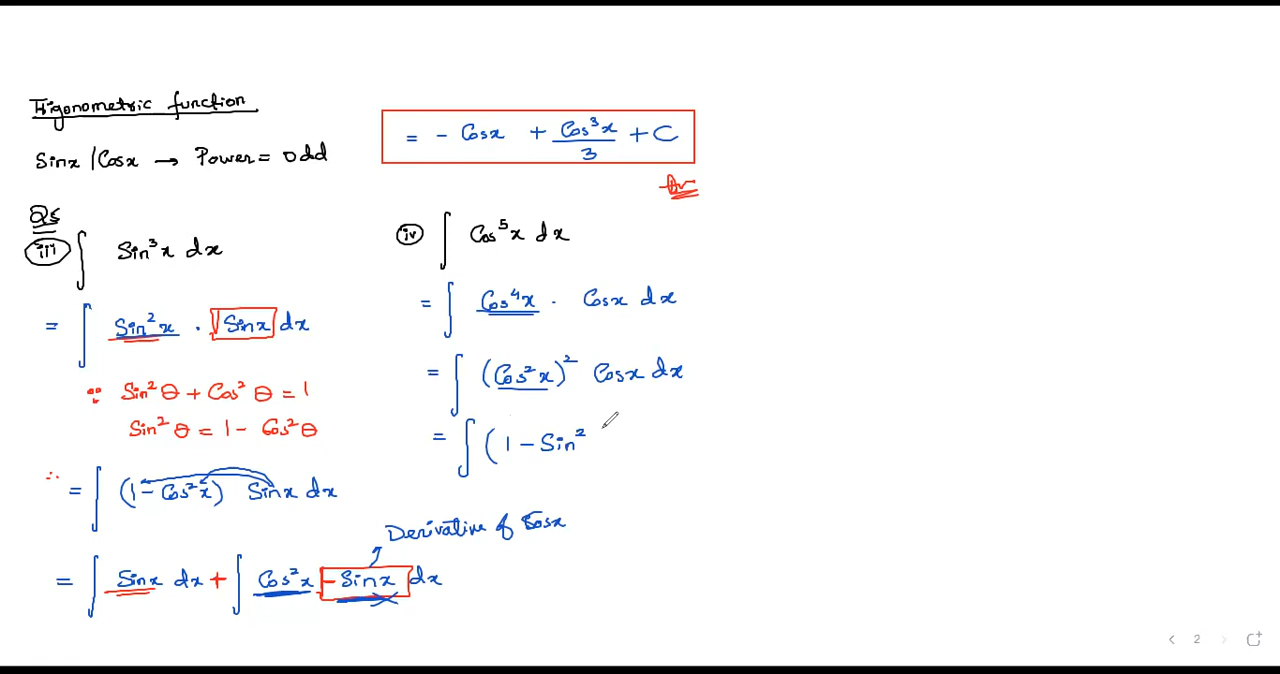 Trigonometric function
Sinx / Cosx → Power = odd
Qs
iii) ∫ Sin³x dx
= ∫ Sin²x · Sinx dx
∵ Sin²θ + Cos²θ = 1
Sin²θ = 1 - Cos²θ
∴ = ∫ (1 - Cos²x) Sinx dx
= ∫ Sinx dx + ∫ Cos²x - Sinx dx
Derivative of Cosx
= - Cosx + Cos³x/3 + C
Ar
iv ∫ Cos⁵x dx
= ∫ Cos⁴x · Cosx dx
= ∫ (Cos²x)² Cosx dx
= ∫ (1 - Sin²
< 2 >